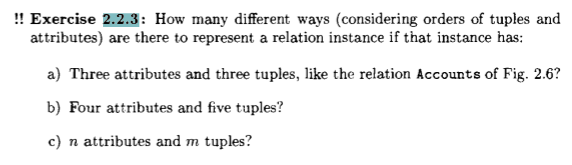 !! Exercise 2.2.3: How many different ways (considering orders of tuples and
attributes) are there to represent a relation instance if that instance has:
a) Three attributes and three tuples, like the relation Accounts of Fig. 2.6?
b) Four attributes and five tuples?
c) n attributes and m tuples?